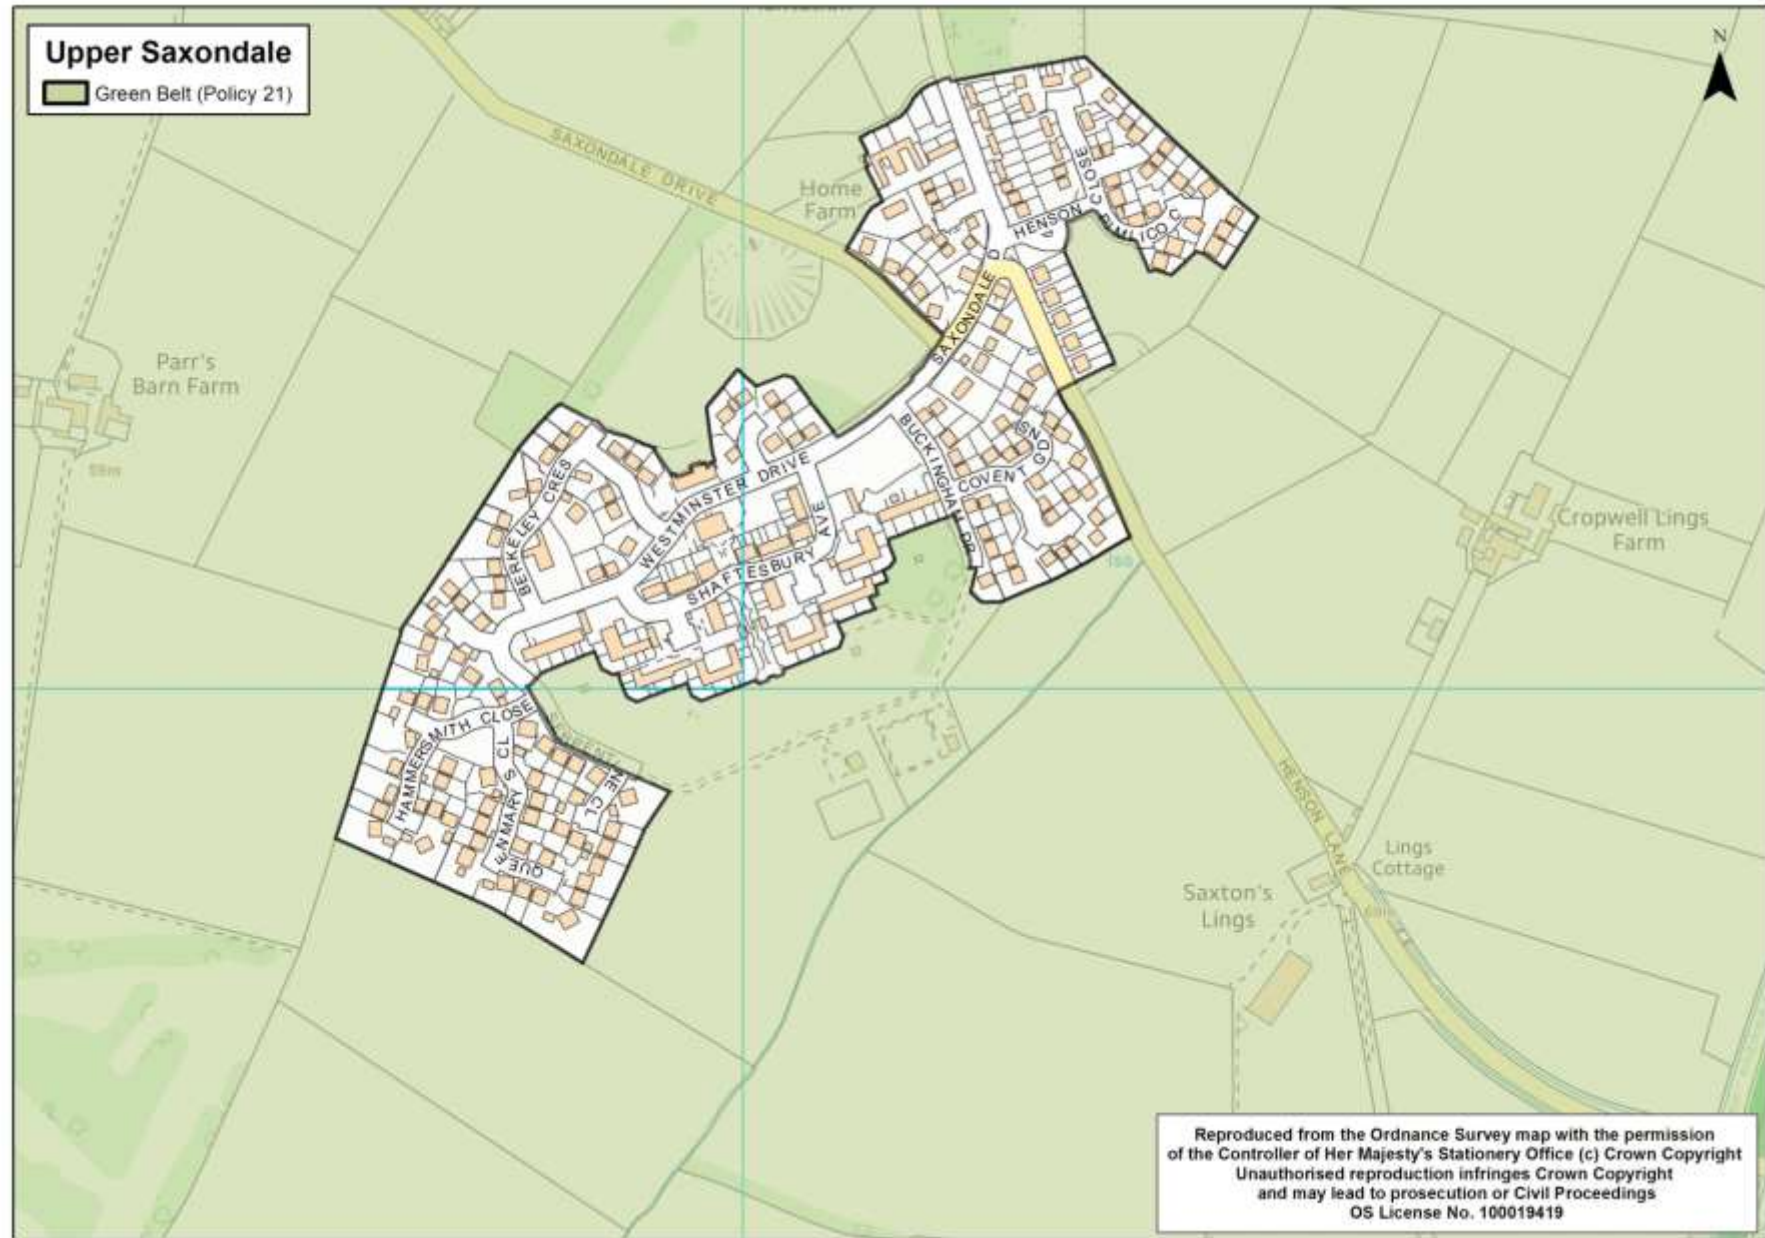 Upper Saxondale
Green Belt (Policy 21)
N
SAXONDALE DRIVE
Home
Farm
HENSON CLOSE
PIMLICO C
SAXONDALE D
Parr's
Barn Farm
59m
BUCKINGHAM DR
COVENT GDNS
WESTMINSTER DRIVE
BERKELEY CRES
SHAFTESBURY AVE
Cropwell Lings
Farm
HAMMERSMITH CLOSE
QUEEN MARY S CL
SERPENTINE CL
HENSON LANE
Lings
Cottage
Saxton's
Lings
Reproduced from the Ordnance Survey map with the permission
of the Controller of Her Majesty's Stationery Office (c) Crown Copyright
Unauthorised reproduction infringes Crown Copyright
and may lead to prosecution or Civil Proceedings
OS License No. 100019419